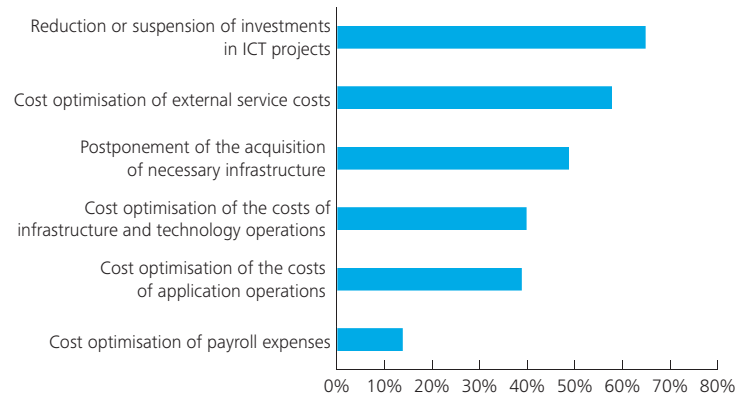 Reduction or suspension of investments
in ICT projects
Cost optimisation of external service costs
Postponement of the acquisition
of necessary infrastructure
Cost optimisation of the costs of
infrastructure and technology operations
Cost optimisation of the costs
of application operations
Cost optimisation of payroll expenses
0% 10% 20% 30% 40% 50% 60% 70% 80%